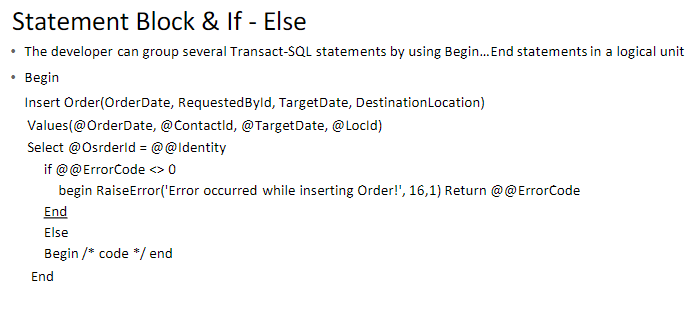 Statement Block & If - Else
• The developer can group several Transact-SQL statements by using Begin...End statements in a logical unit
• Begin
Insert Order(OrderDate, RequestedById, TargetDate, DestinationLocation)
Values(@OrderDate, @ContactId, @TargetDate, @LocId)
Select @OsrderId = @@Identity
if @@ErrorCode <> 0
begin RaiseError('Error occurred while inserting Order!', 16,1) Return @@ErrorCode
End
Else
Begin /* code */ end
End